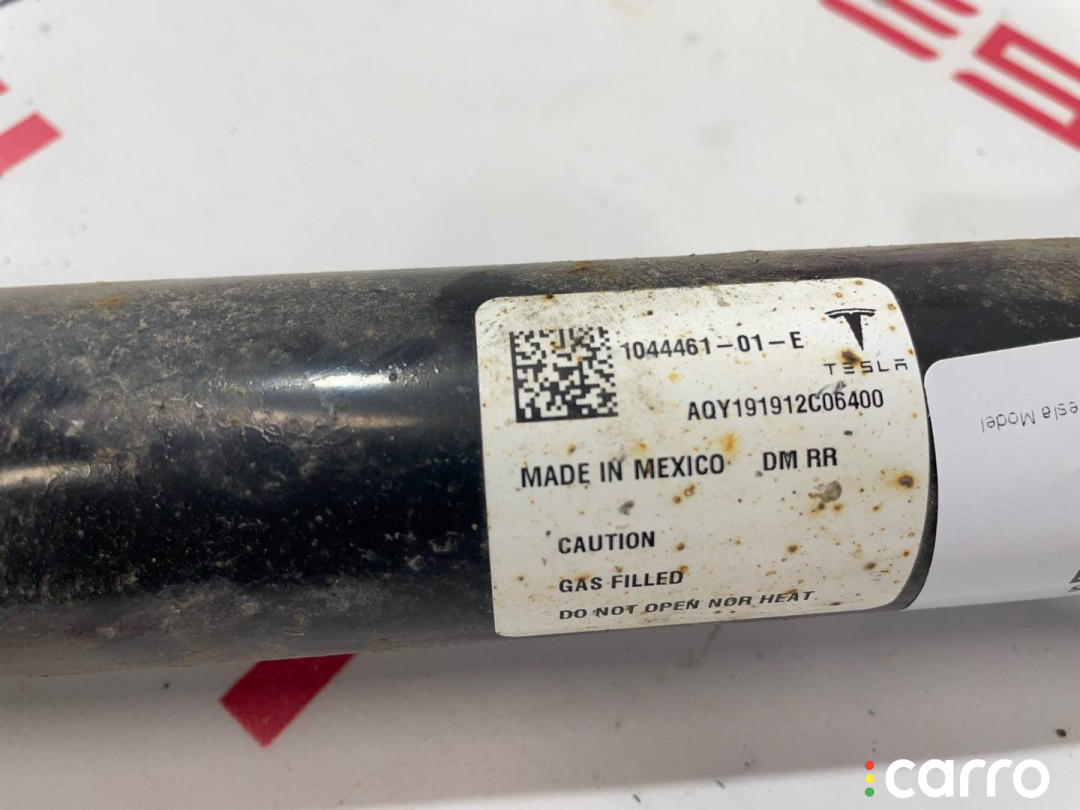 1044461-01-E
TESLA
AQY191912C06400
MADE IN MEXICO DM RR
CAUTION
GAS FILLED
DO NOT OPEN NOR HEAT.
esla Model
carro